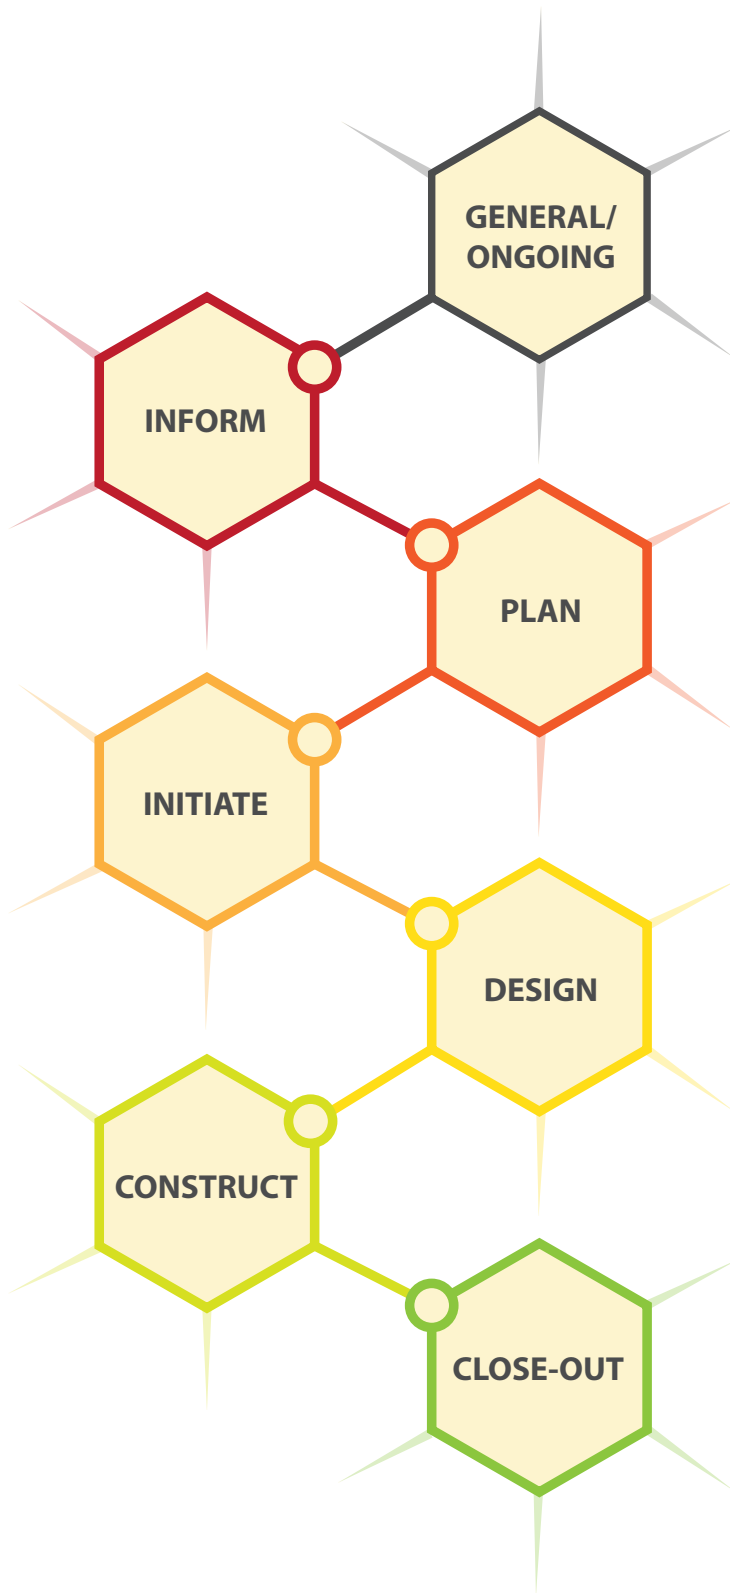 GENERAL/
ONGOING
INFORM
PLAN
INITIATE
DESIGN
CONSTRUCT
CLOSE-OUT